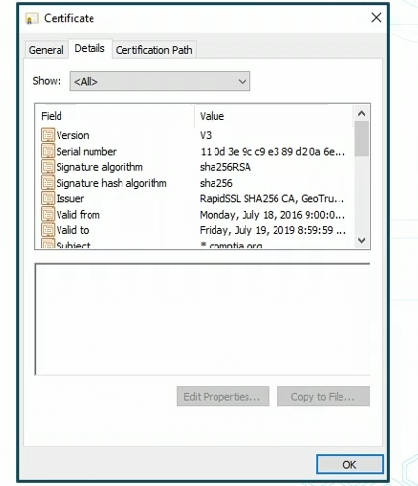 Certificate
General Details Certification Path
Show: <All>
Field Value
Version V3
Serial number 11 0d 3e 9c c9 e3 89 d2 0a 6e...
Signature algorithm sha256RSA
Signature hash algorithm sha256
Issuer RapidSSL SHA256 CA, GeoTru...
Valid from Monday, July 18, 2016 9:00:0...
Valid to Friday, July 19, 2019 8:59:59 ...
Subject *.comptia.org
Edit Properties... Copy to File...
OK